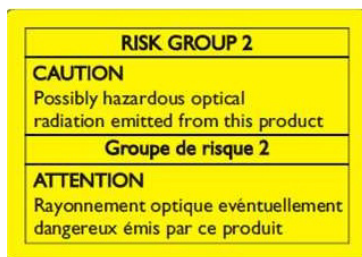 RISK GROUP 2
CAUTION
Possibly hazardous optical
radiation emitted from this product
Groupe de risque 2
ATTENTION
Rayonnement optique evéntuellement
dangereux émis par ce produit